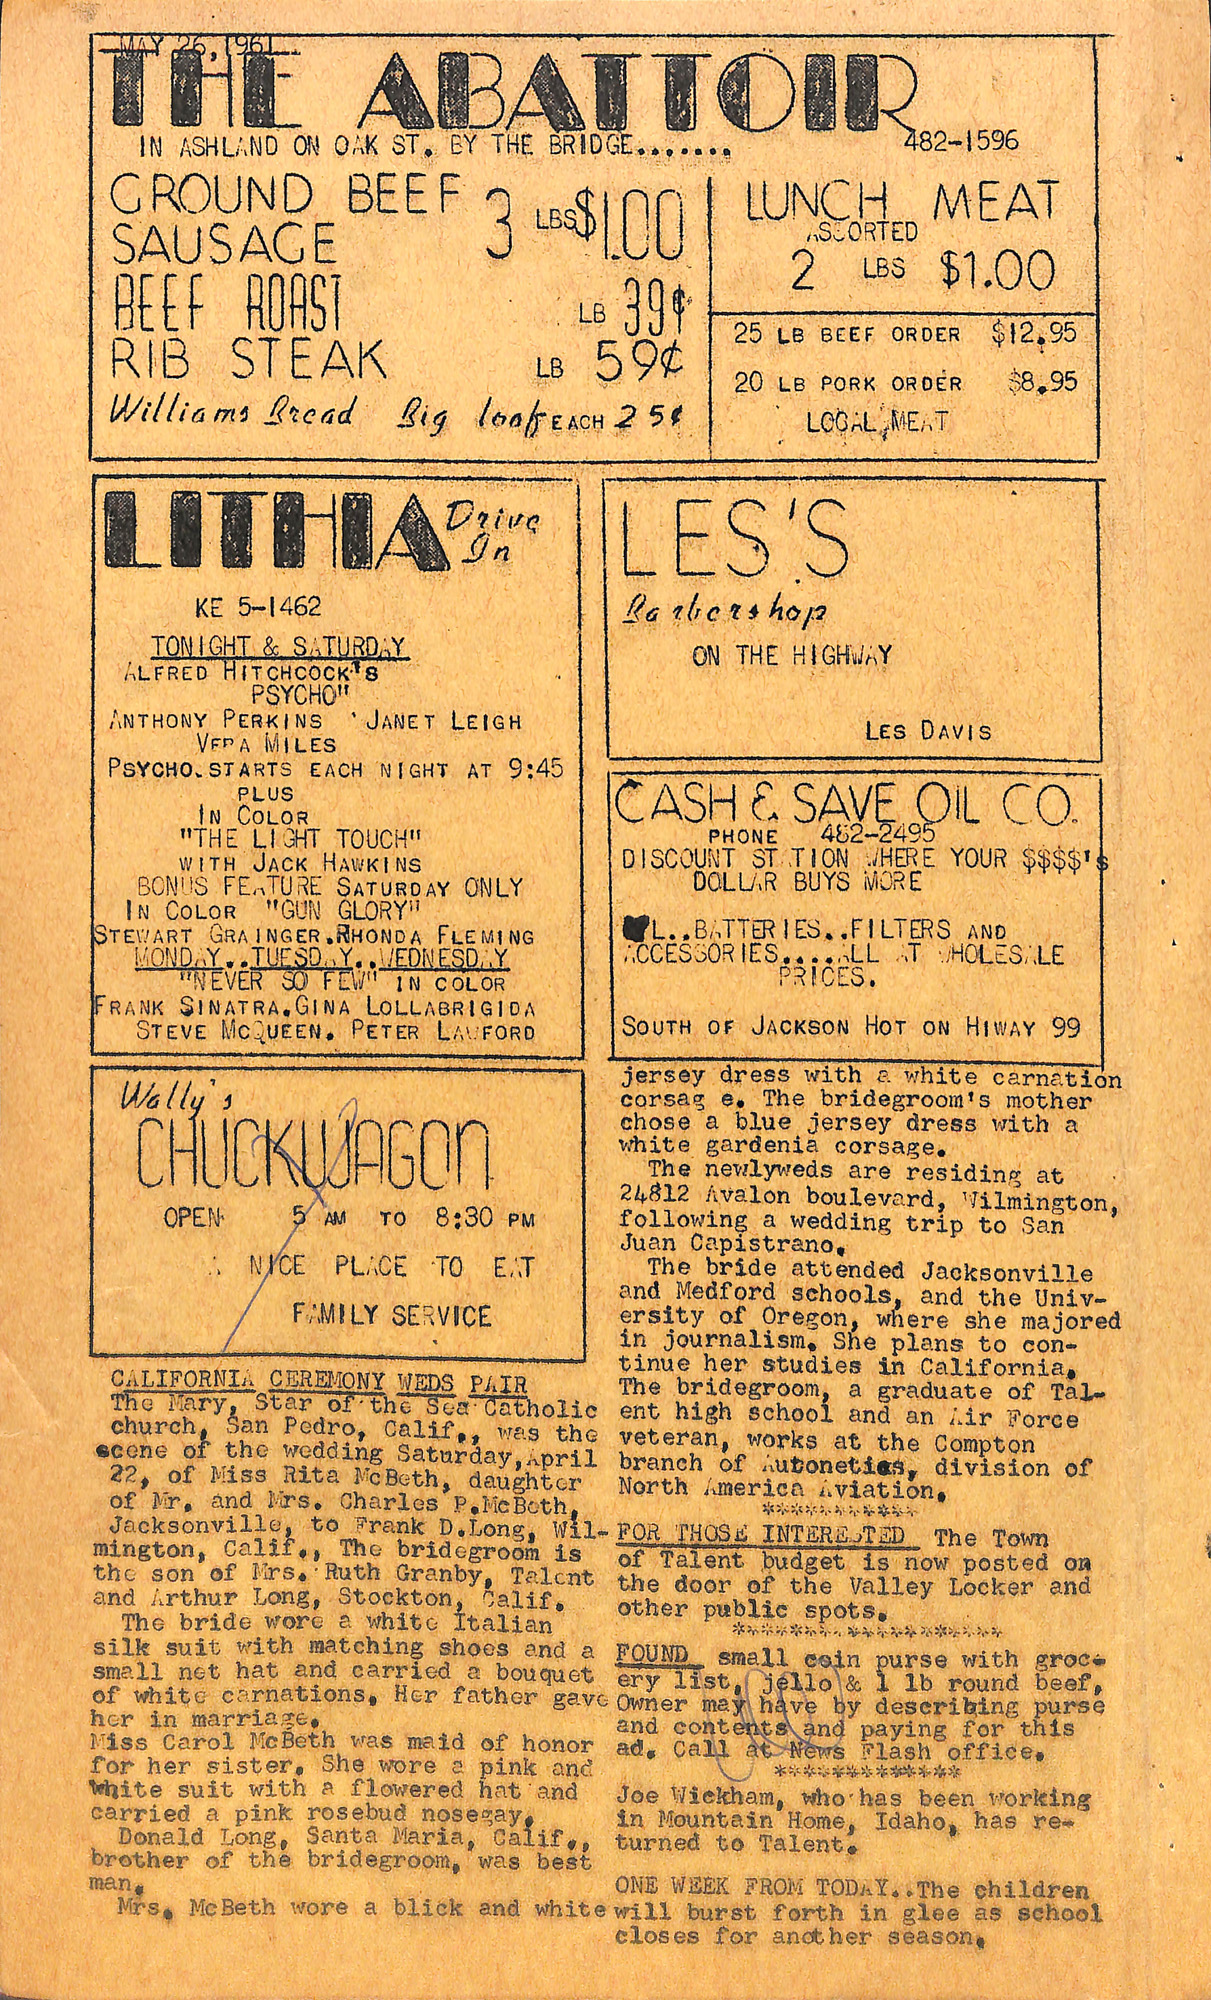 MAY 26, 1961
THE ABATTOIR
IN ASHLAND ON OAK ST. BY THE BRIDGE....... 482-1596
GROUND BEEF
SAUSAGE 3 LBS $1.00
BEEF ROAST LB 39¢
RIB STEAK LB 59¢
Williams Bread Big loaf EACH 25¢
LUNCH MEAT
ASSORTED
2 LBS $1.00
25 LB BEEF ORDER $12.95
20 LB PORK ORDER $8.95
LOCAL MEAT
LITHIA Drive
In
KE 5-1462
TONIGHT & SATURDAY
ALFRED HITCHCOCK'S
PSYCHO"
ANTHONY PERKINS ' JANET LEIGH
VERA MILES
PSYCHO.STARTS EACH NIGHT AT 9:45
PLUS
IN COLOR
"THE LIGHT TOUCH"
WITH JACK HAWKINS
BONUS FEATURE SATURDAY ONLY
IN COLOR "GUN GLORY"
STEWART GRAINGER.RHONDA FLEMING
MONDAY..TUESDAY..WEDNESDAY
"NEVER SO FEW" IN COLOR
FRANK SINATRA.GINA LOLLABRIGIDA
STEVE MCQUEEN. PETER LAWFORD
LES'S
Barbershop
ON THE HIGHWAY
LES DAVIS
CASH & SAVE OIL CO.
PHONE 482-2495
DISCOUNT STATION WHERE YOUR $$$$'s
DOLLAR BUYS MORE
L..BATTERIES..FILTERS AND
ACCESSORIES....ALL AT WHOLESALE
PRICES.
SOUTH OF JACKSON HOT ON HIWAY 99
Wally's
CHUCKWAGON
OPEN 5 AM TO 8:30 PM
A NICE PLACE TO EAT
FAMILY SERVICE
CALIFORNIA CEREMONY WEDS PAIR
The Mary, Star of the Sea Catholic
church, San Pedro, Calif., was the
scene of the wedding Saturday,April
22, of Miss Rita McBeth, daughter
of Mr. and Mrs. Charles P.McBeth,
Jacksonville, to Frank D.Long, Wil-
mington, Calif., The bridegroom is
the son of Mrs. Ruth Granby, Talent
and Arthur Long, Stockton, Calif.
The bride wore a white Italian
silk suit with matching shoes and a
small net hat and carried a bouquet
of white carnations. Her father gave
her in marriage.
Miss Carol McBeth was maid of honor
for her sister. She wore a pink and
white suit with a flowered hat and
carried a pink rosebud nosegay.
Donald Long, Santa Maria, Calif.,
brother of the bridegroom, was best
man.
Mrs. McBeth wore a blick and white
jersey dress with a white carnation
corsag e. The bridegroom's mother
chose a blue jersey dress with a
white gardenia corsage.
The newlyweds are residing at
24812 Avalon boulevard, Wilmington,
following a wedding trip to San
Juan Capistrano.
The bride attended Jacksonville
and Medford schools, and the Univ-
ersity of Oregon, where she majored
in journalism. She plans to con-
tinue her studies in California.
The bridegroom, a graduate of Tal-
ent high school and an Air Force
veteran, works at the Compton
branch of Autonetics, division of
North America Aviation.
***********
FOR THOSE INTERESTED The Town
of Talent budget is now posted on
the door of the Valley Locker and
other public spots.
*******************
FOUND small coin purse with groc-
ery list, jello & 1 lb round beef.
Owner may have by describing purse
and contents and paying for this
ad. Call at News Flash office.
*************
Joe Wickham, who has been working
in Mountain Home, Idaho, has re-
turned to Talent.
ONE WEEK FROM TODAY..The children
will burst forth in glee as school
closes for another season.